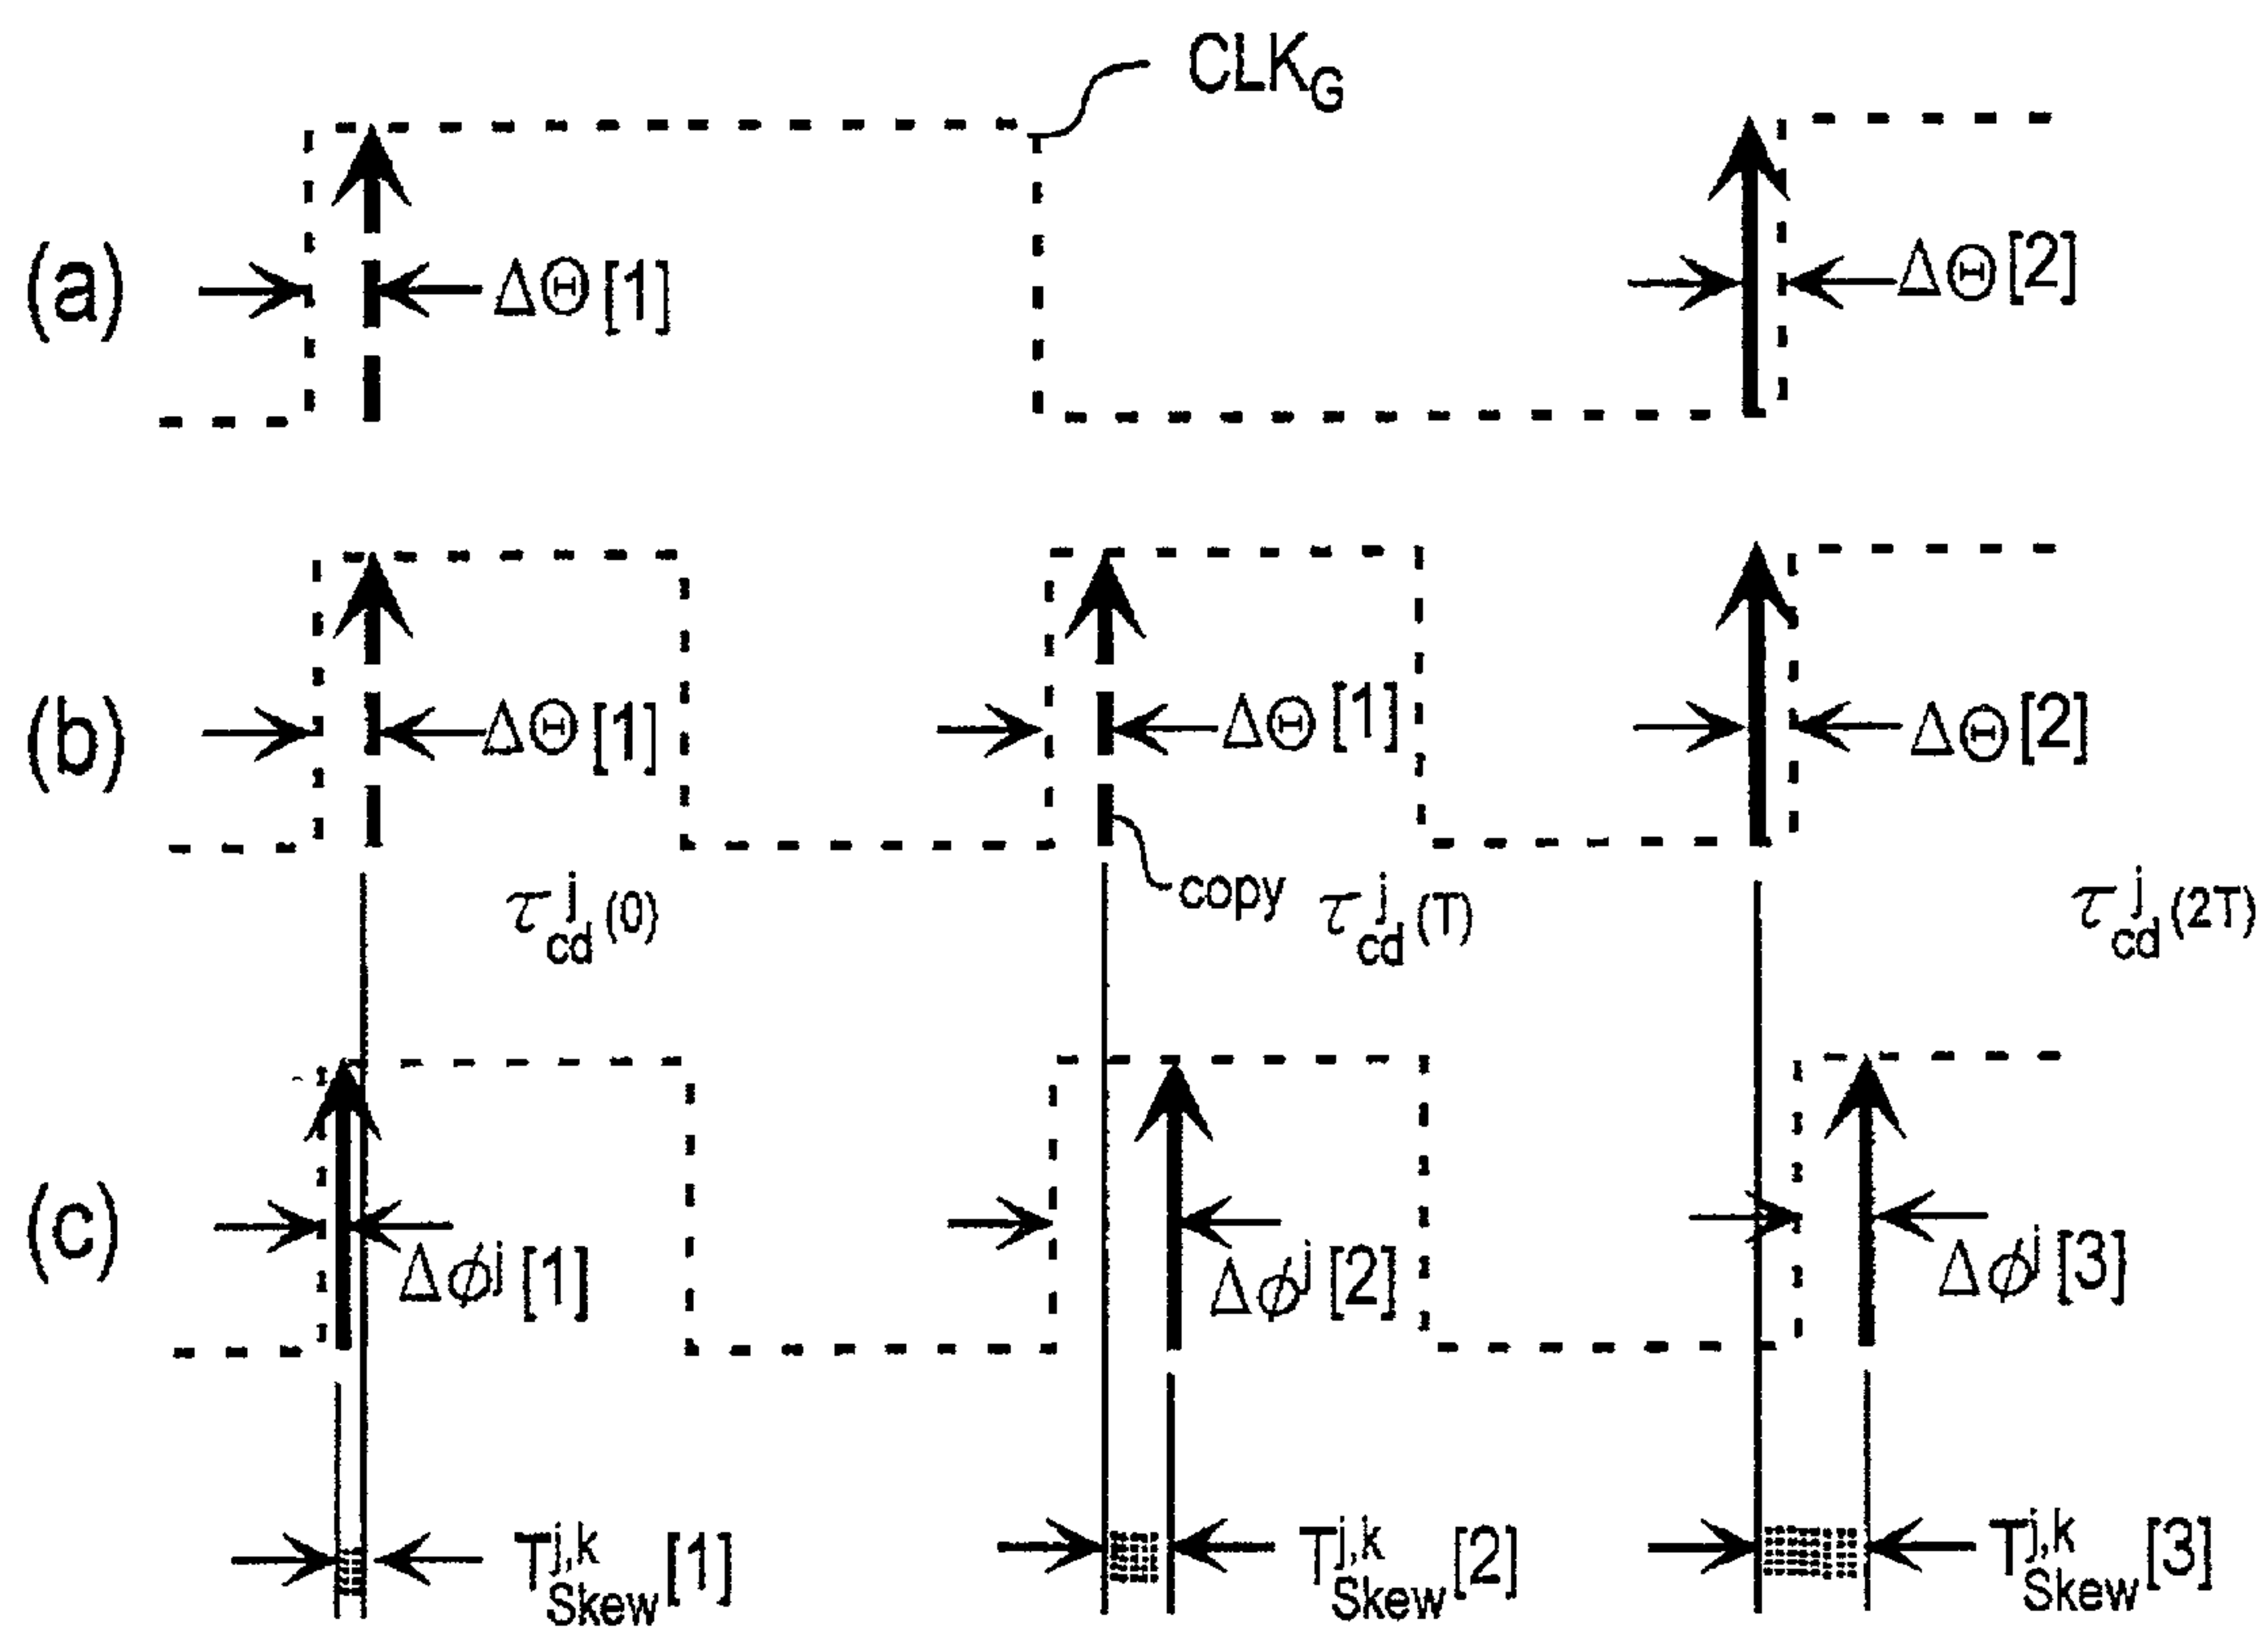 CLK_G
(a) ΔΘ[1] ΔΘ[2]
(b) ΔΘ[1] ΔΘ[1] ΔΘ[2]
τ^j_cd(0) copy τ^j_cd(T) τ^j_cd(2T)
(c) Δϕ^j[1] Δϕ^j[2] Δϕ^j[3]
T^j,k_Skew[1] T^j,k_Skew[2] T^j,k_Skew[3]